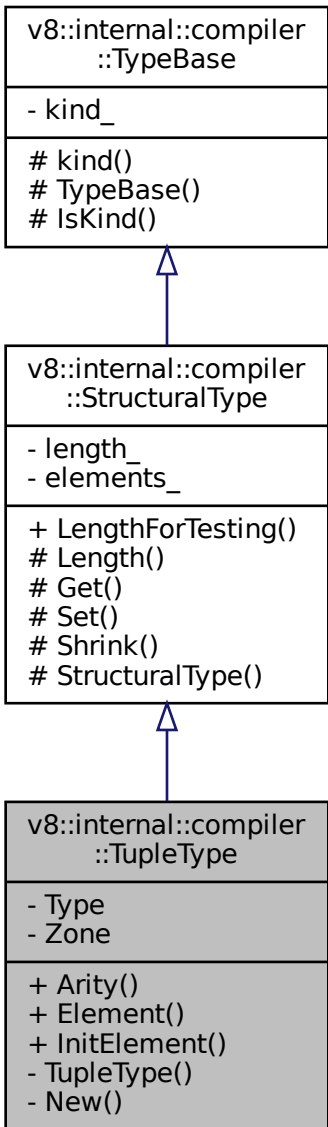 v8::internal::compiler
::TypeBase
- kind_
# kind()
# TypeBase()
# IsKind()
v8::internal::compiler
::StructuralType
- length_
- elements_
+ LengthForTesting()
# Length()
# Get()
# Set()
# Shrink()
# StructuralType()
v8::internal::compiler
::TupleType
- Type
- Zone
+ Arity()
+ Element()
+ InitElement()
- TupleType()
- New()